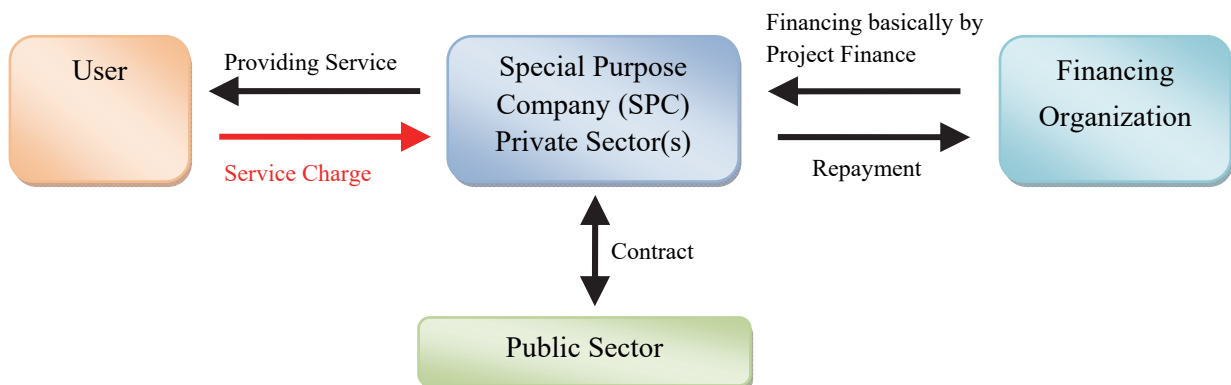 User
Providing Service
Service Charge
Special Purpose
Company (SPC)
Private Sector(s)
Financing basically by
Project Finance
Repayment
Financing
Organization
Contract
Public Sector